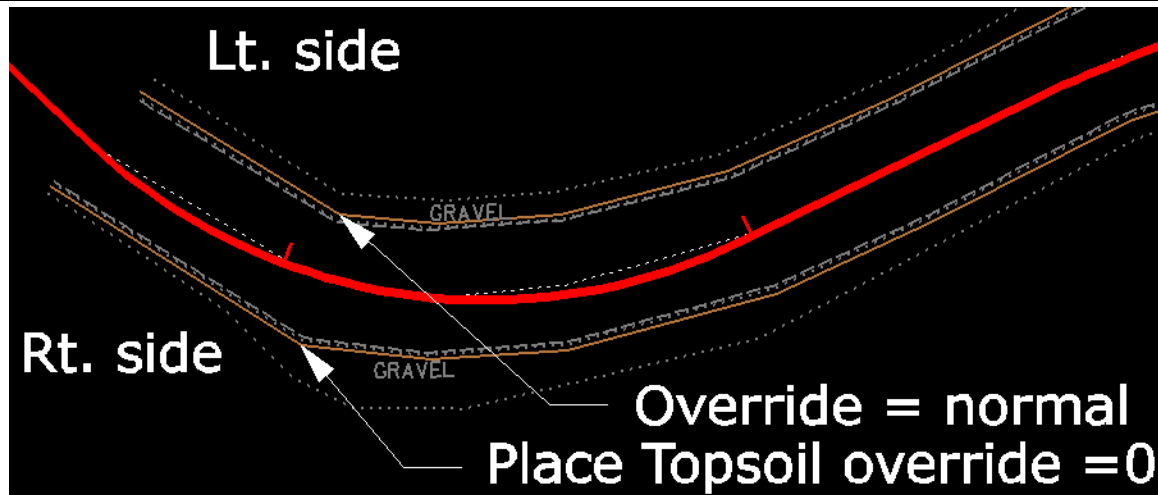 Lt. side
GRAVEL
Rt. side
GRAVEL
Override = normal
Place Topsoil override =0